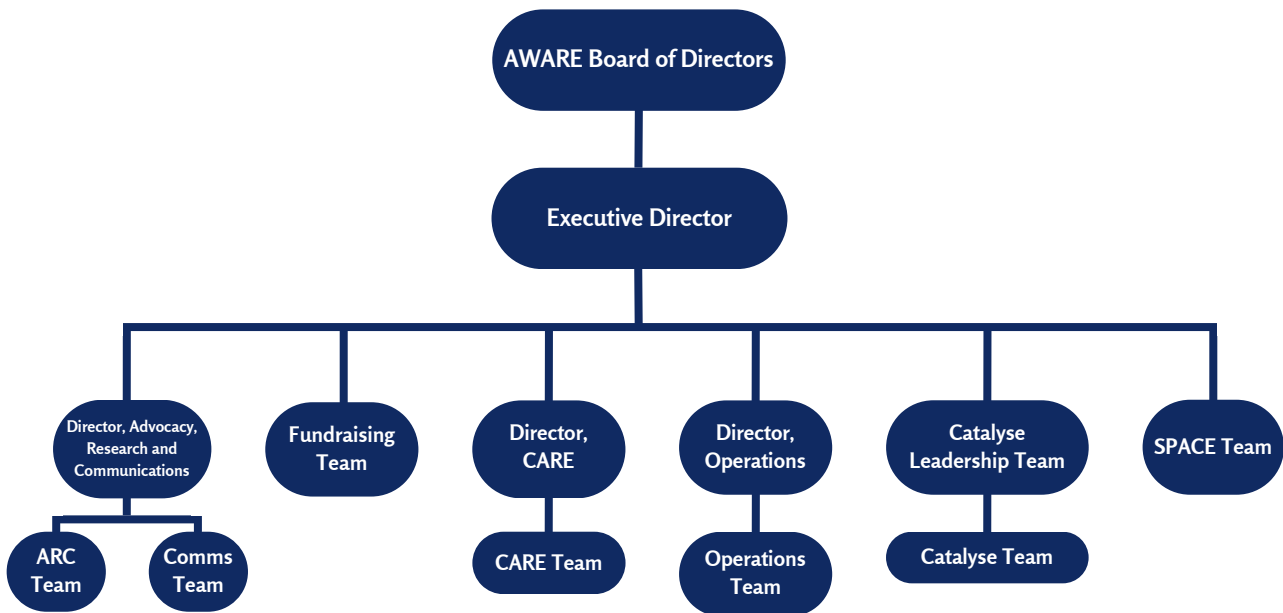 AWARE Board of Directors
Executive Director
Director, Advocacy,
Research and
Communications
Fundraising
Team
Director,
CARE
Director,
Operations
Catalyse
Leadership Team
SPACE Team
ARC
Team
Comms
Team
CARE Team
Operations
Team
Catalyse Team